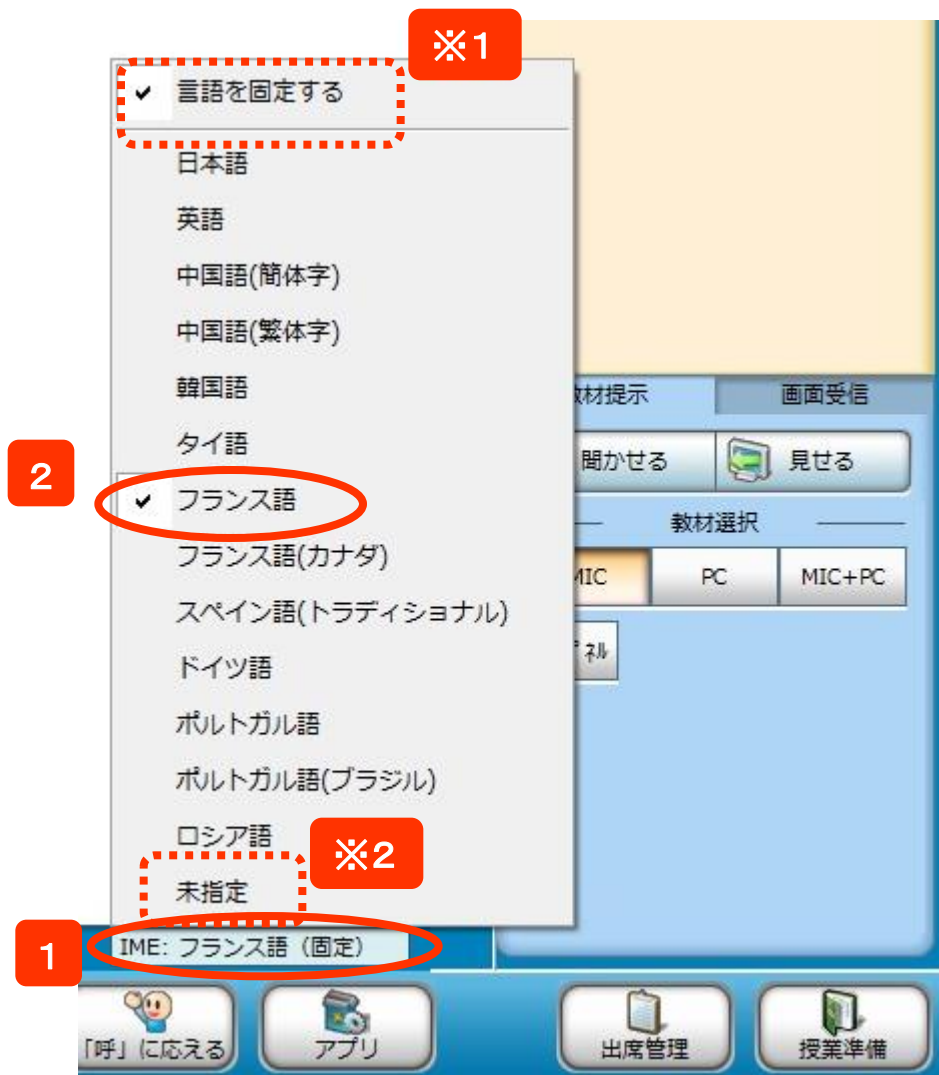 ※1
言語を固定する
日本語
英語
中国語(簡体字)
中国語(繁体字)
韓国語
タイ語
2
フランス語
フランス語(カナダ)
スペイン語(トラディショナル)
ドイツ語
ポルトガル語
ポルトガル語(ブラジル)
ロシア語
※2
未指定
1
IME: フランス語（固定）
材提示
画面受信
聞かせる
見せる
教材選択
MIC
PC
MIC+PC
ﾈﾙ
「呼」に応える
アプリ
出席管理
授業準備